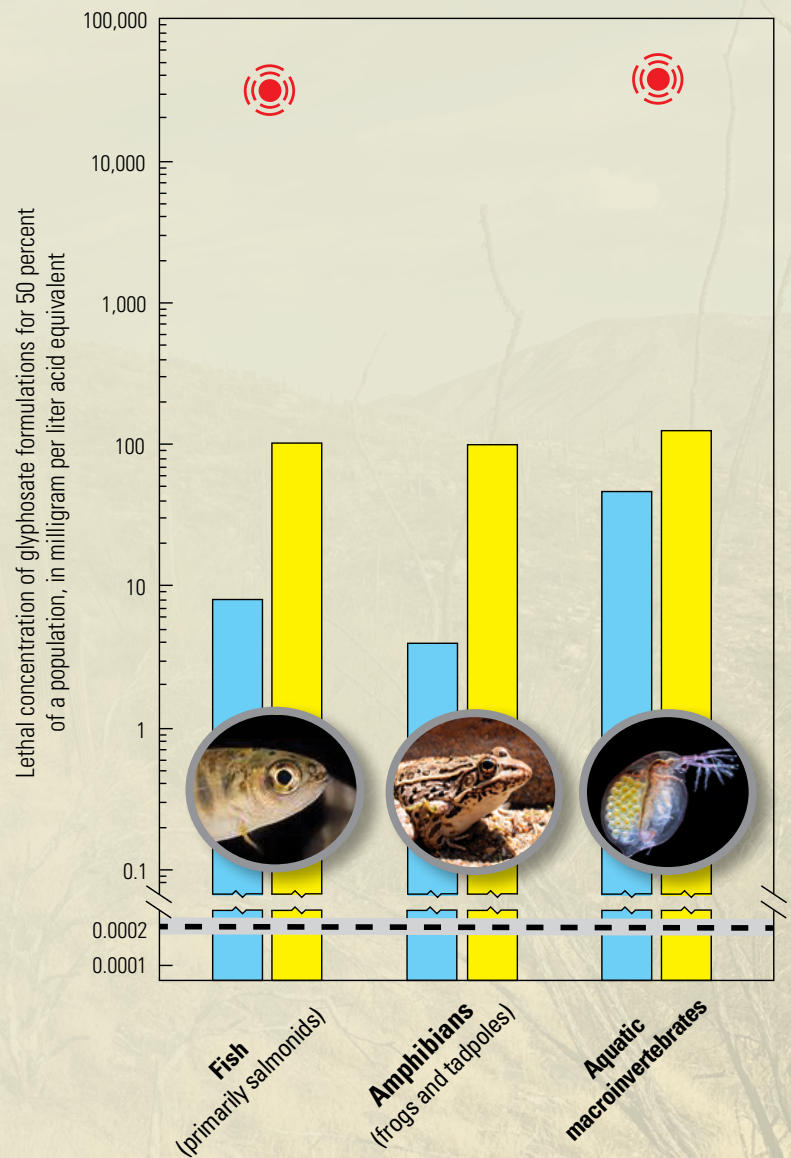 Lethal concentration of glyphosate formulations for 50 percent
of a population, in milligram per liter acid equivalent
100,000
10,000
1,000
100
10
1
0.1
0.0002
0.0001
Fish
(primarily salmonids)
Amphibians
(frogs and tadpoles)
Aquatic
macroinvertebrates